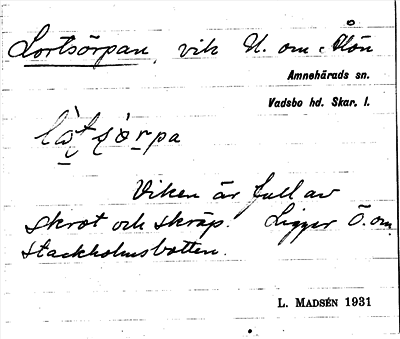 Lortsörpan, vik N. om
Amnehärads sn.
Vadsbo hd. Skar. l.
Viken är full av
skrot och skräp. Ligger Ö. om
Stackholmsbotten.
L. MADSÉN 1931